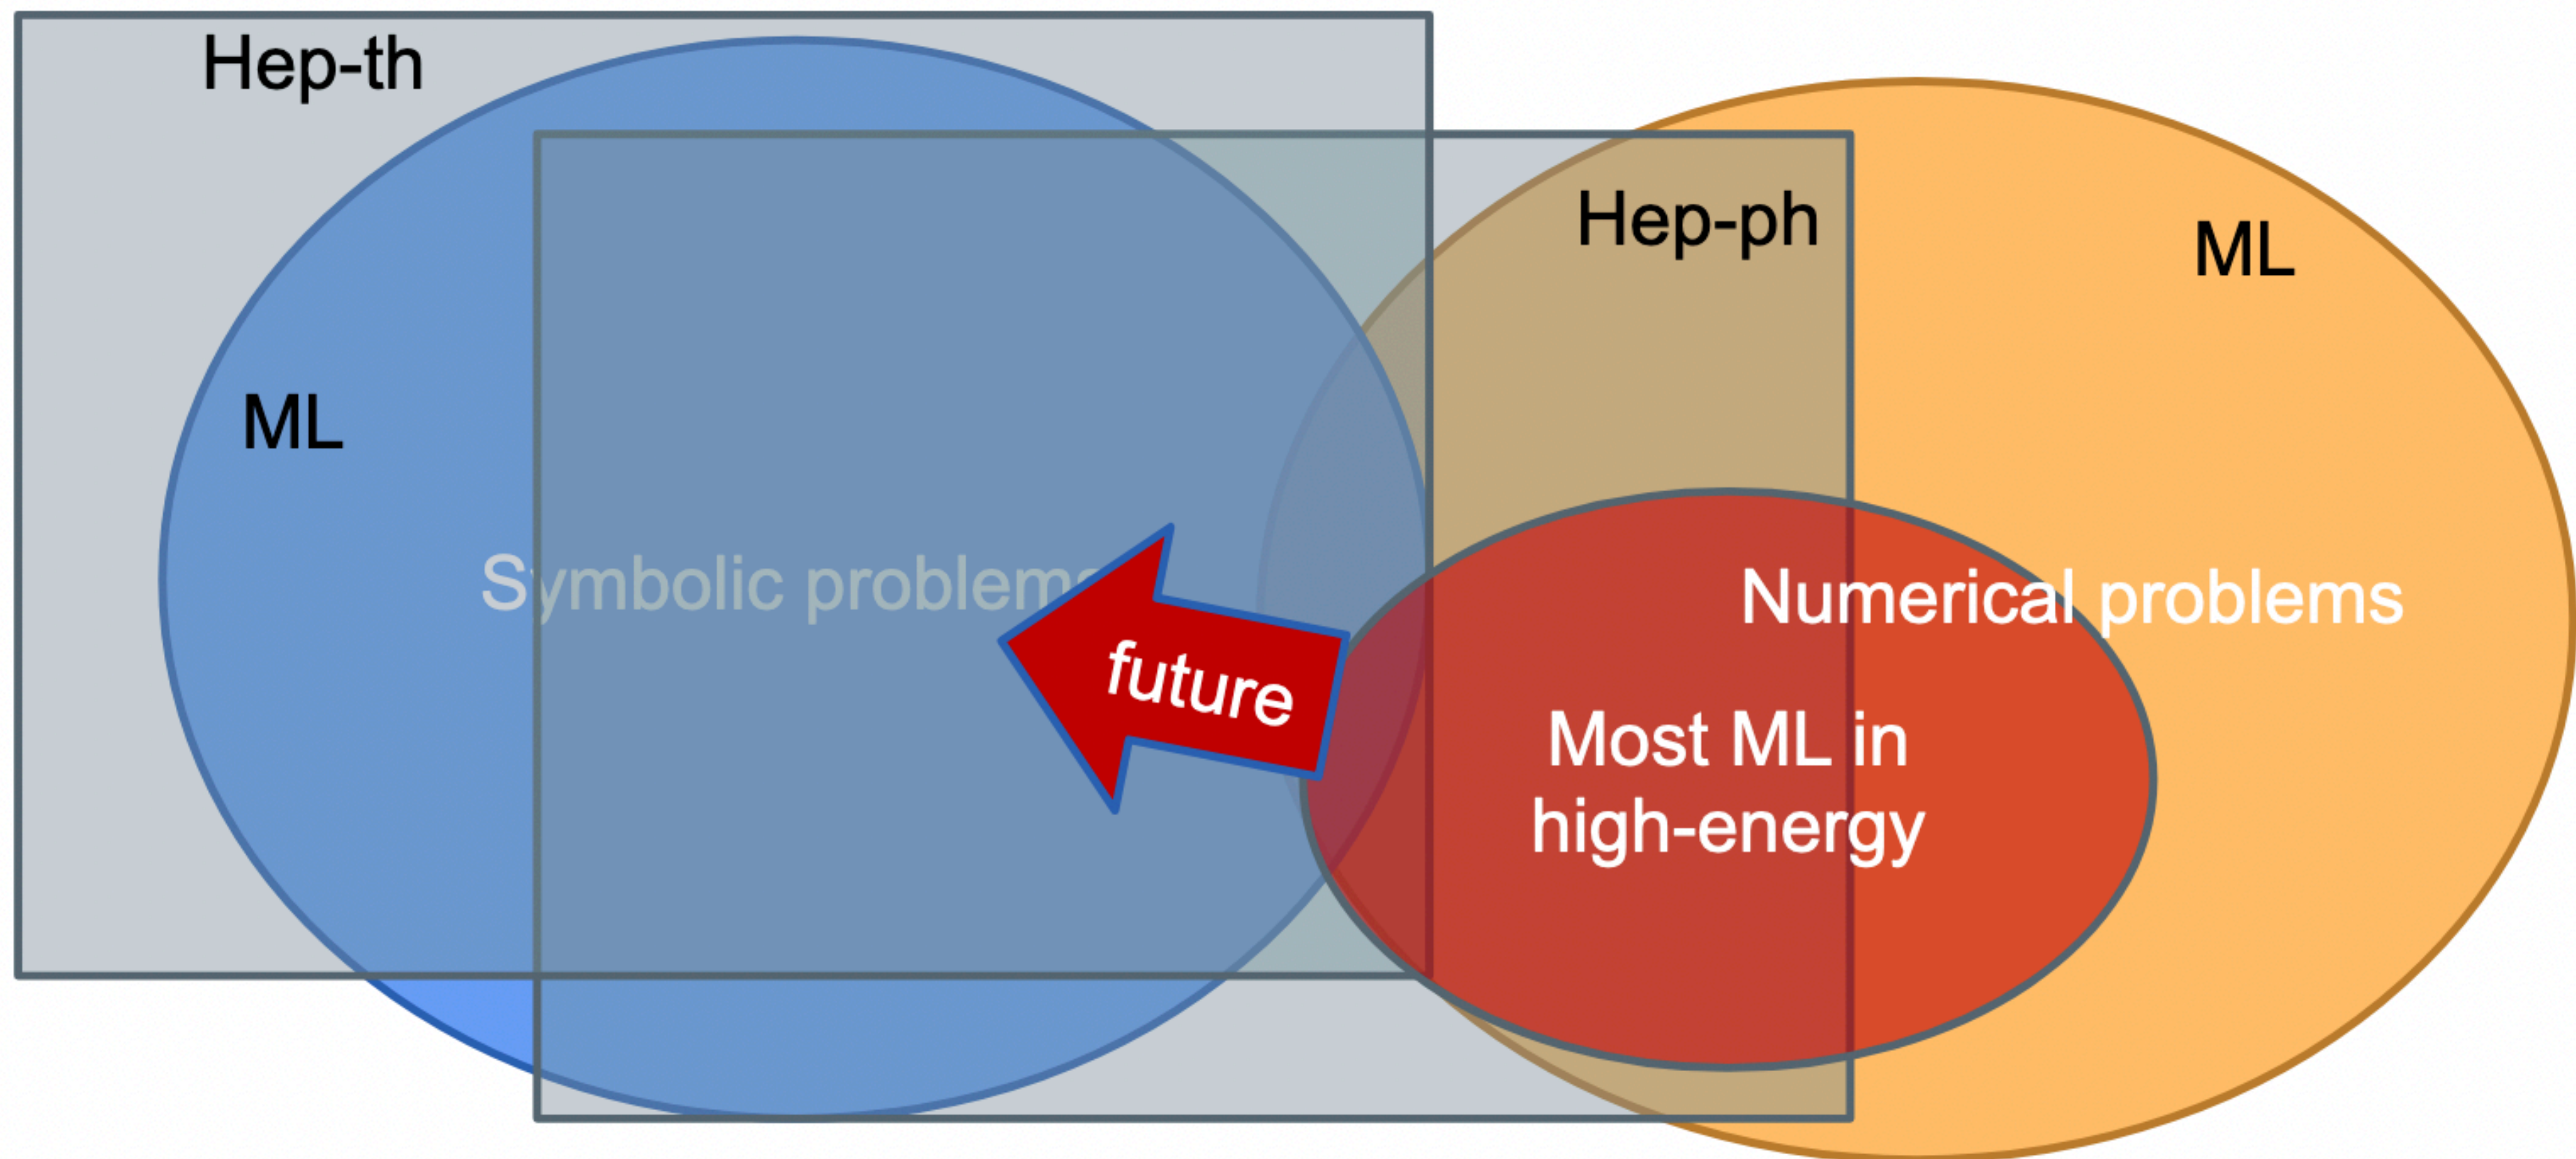 Hep-th
Hep-ph
ML
ML
Symbolic problems
Numerical problems
future
Most ML in
high-energy